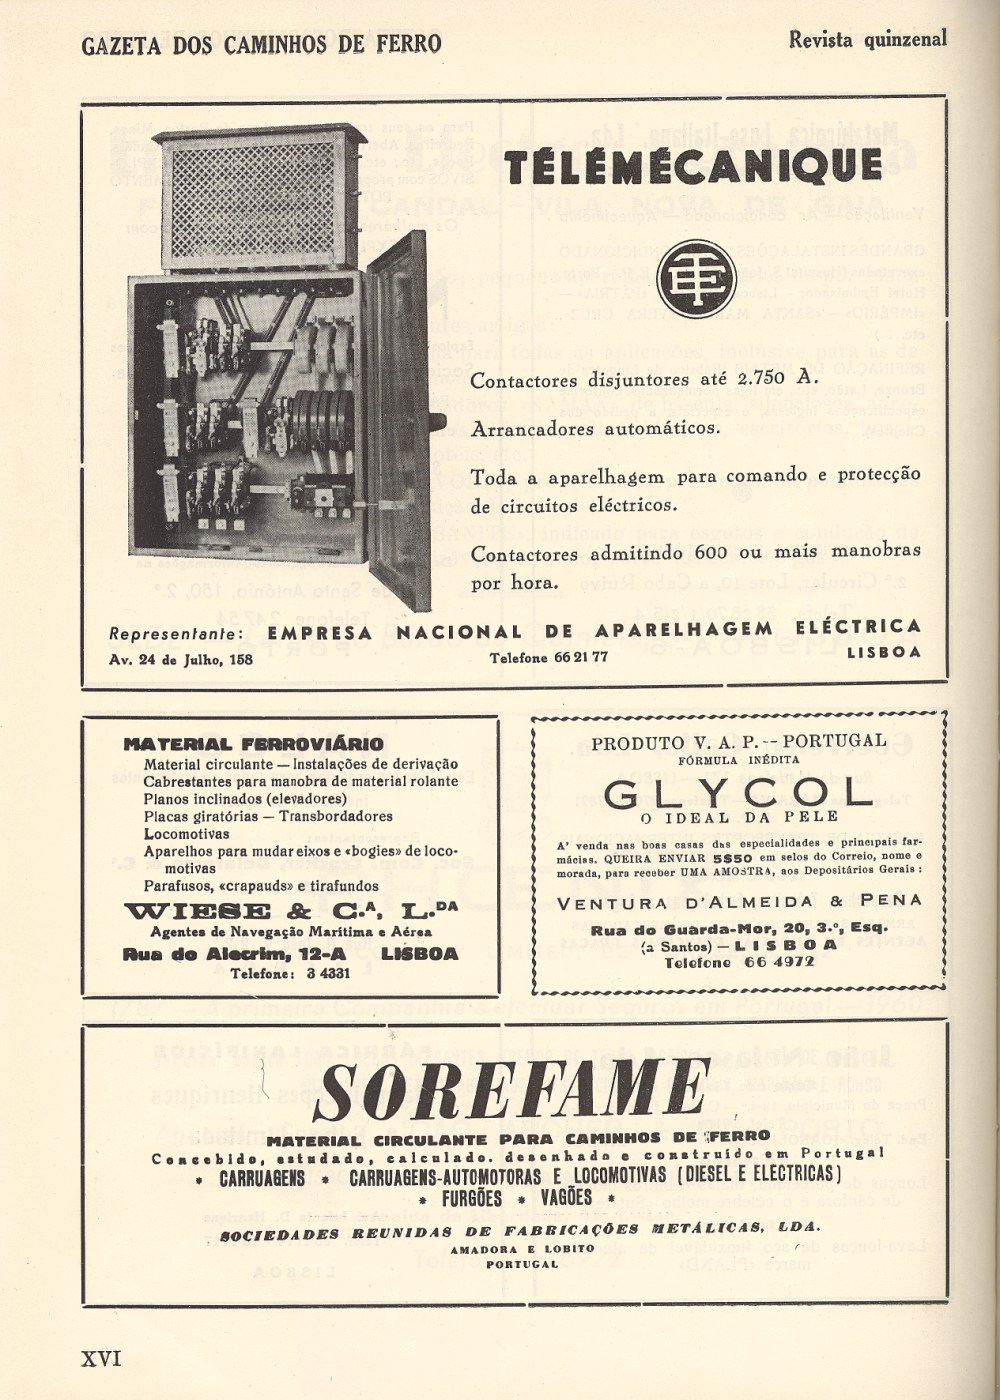 GAZETA DOS CAMINHOS DE FERRO
Revista quinzenal
TÉLÉMÉCANIQUE
TE
Contactores disjuntores até 2.750 A.
Arrancadores automáticos.
Toda a aparelhagem para comando e protecção
de circuitos eléctricos.
Contactores admitindo 600 ou mais manobras
por hora.
Representante: EMPRESA NACIONAL DE APARELHAGEM ELÉCTRICA
Av. 24 de Julho, 158 Telefone 66 21 77 LISBOA
MATERIAL FERROVIÁRIO
Material circulante — Instalações de derivação
Cabrestantes para manobra de material rolante
Planos inclinados (elevadores)
Placas giratórias — Transbordadores
Locomotivas
Aparelhos para mudar eixos e «bogies» de loco-
motivas
Parafusos, «crapauds» e tirafundos
WIESE & C.ª, L.DA
Agentes de Navegação Marítima e Aérea
Rua do Alecrim, 12-A LISBOA
Telefone: 3 4331
PRODUTO V. A. P. -- PORTUGAL
FÓRMULA INÉDITA
GLYCOL
O IDEAL DA PELE
A' venda nas boas casas das especialidades e principais far-
mácias. QUEIRA ENVIAR 5$50 em selos do Correio, nome e
morada, para receber UMA AMOSTRA, aos Depositários Gerais:
VENTURA D'ALMEIDA & PENA
Rua do Guarda-Mor, 20, 3.º, Esq.
(a Santos) — LISBOA
Telefone 66 4972
SOREFAME
MATERIAL CIRCULANTE PARA CAMINHOS DE FERRO
Concebido, estudado, calculado, desenhado e construído em Portugal
* CARRUAGENS * CARRUAGENS-AUTOMOTORAS E LOCOMOTIVAS (DIESEL E ELECTRICAS)
* FURGÕES * VAGÕES *
SOCIEDADES REUNIDAS DE FABRICAÇÕES METÁLICAS, LDA.
AMADORA E LOBITO
PORTUGAL
XVI